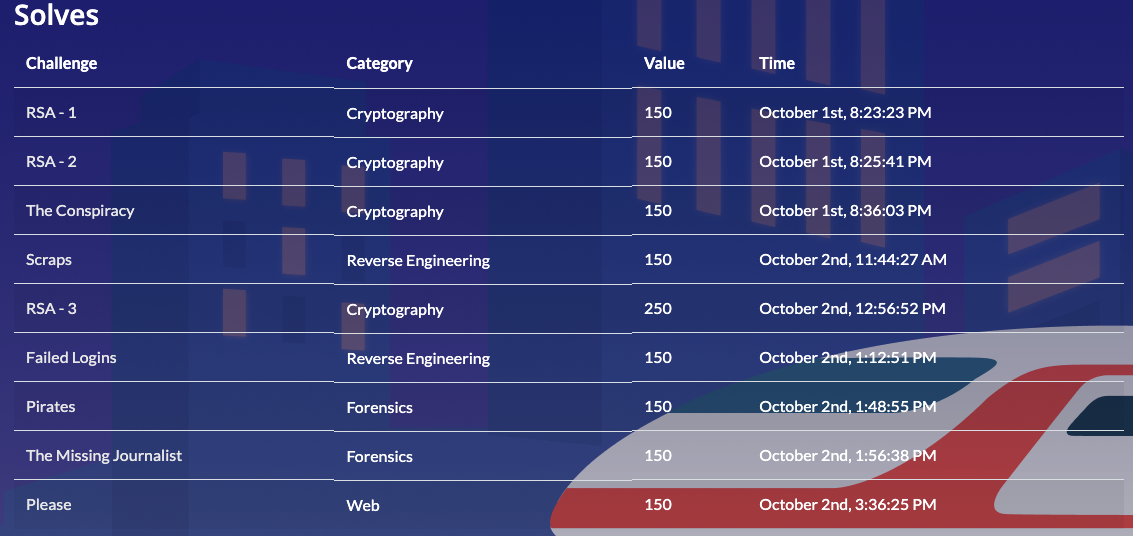 Solves
Challenge Category Value Time
RSA - 1 Cryptography 150 October 1st, 8:23:23 PM
RSA - 2 Cryptography 150 October 1st, 8:25:41 PM
The Conspiracy Cryptography 150 October 1st, 8:36:03 PM
Scraps Reverse Engineering 150 October 2nd, 11:44:27 AM
RSA - 3 Cryptography 250 October 2nd, 12:56:52 PM
Failed Logins Reverse Engineering 150 October 2nd, 1:12:51 PM
Pirates Forensics 150 October 2nd, 1:48:55 PM
The Missing Journalist Forensics 150 October 2nd, 1:56:38 PM
Please Web 150 October 2nd, 3:36:25 PM